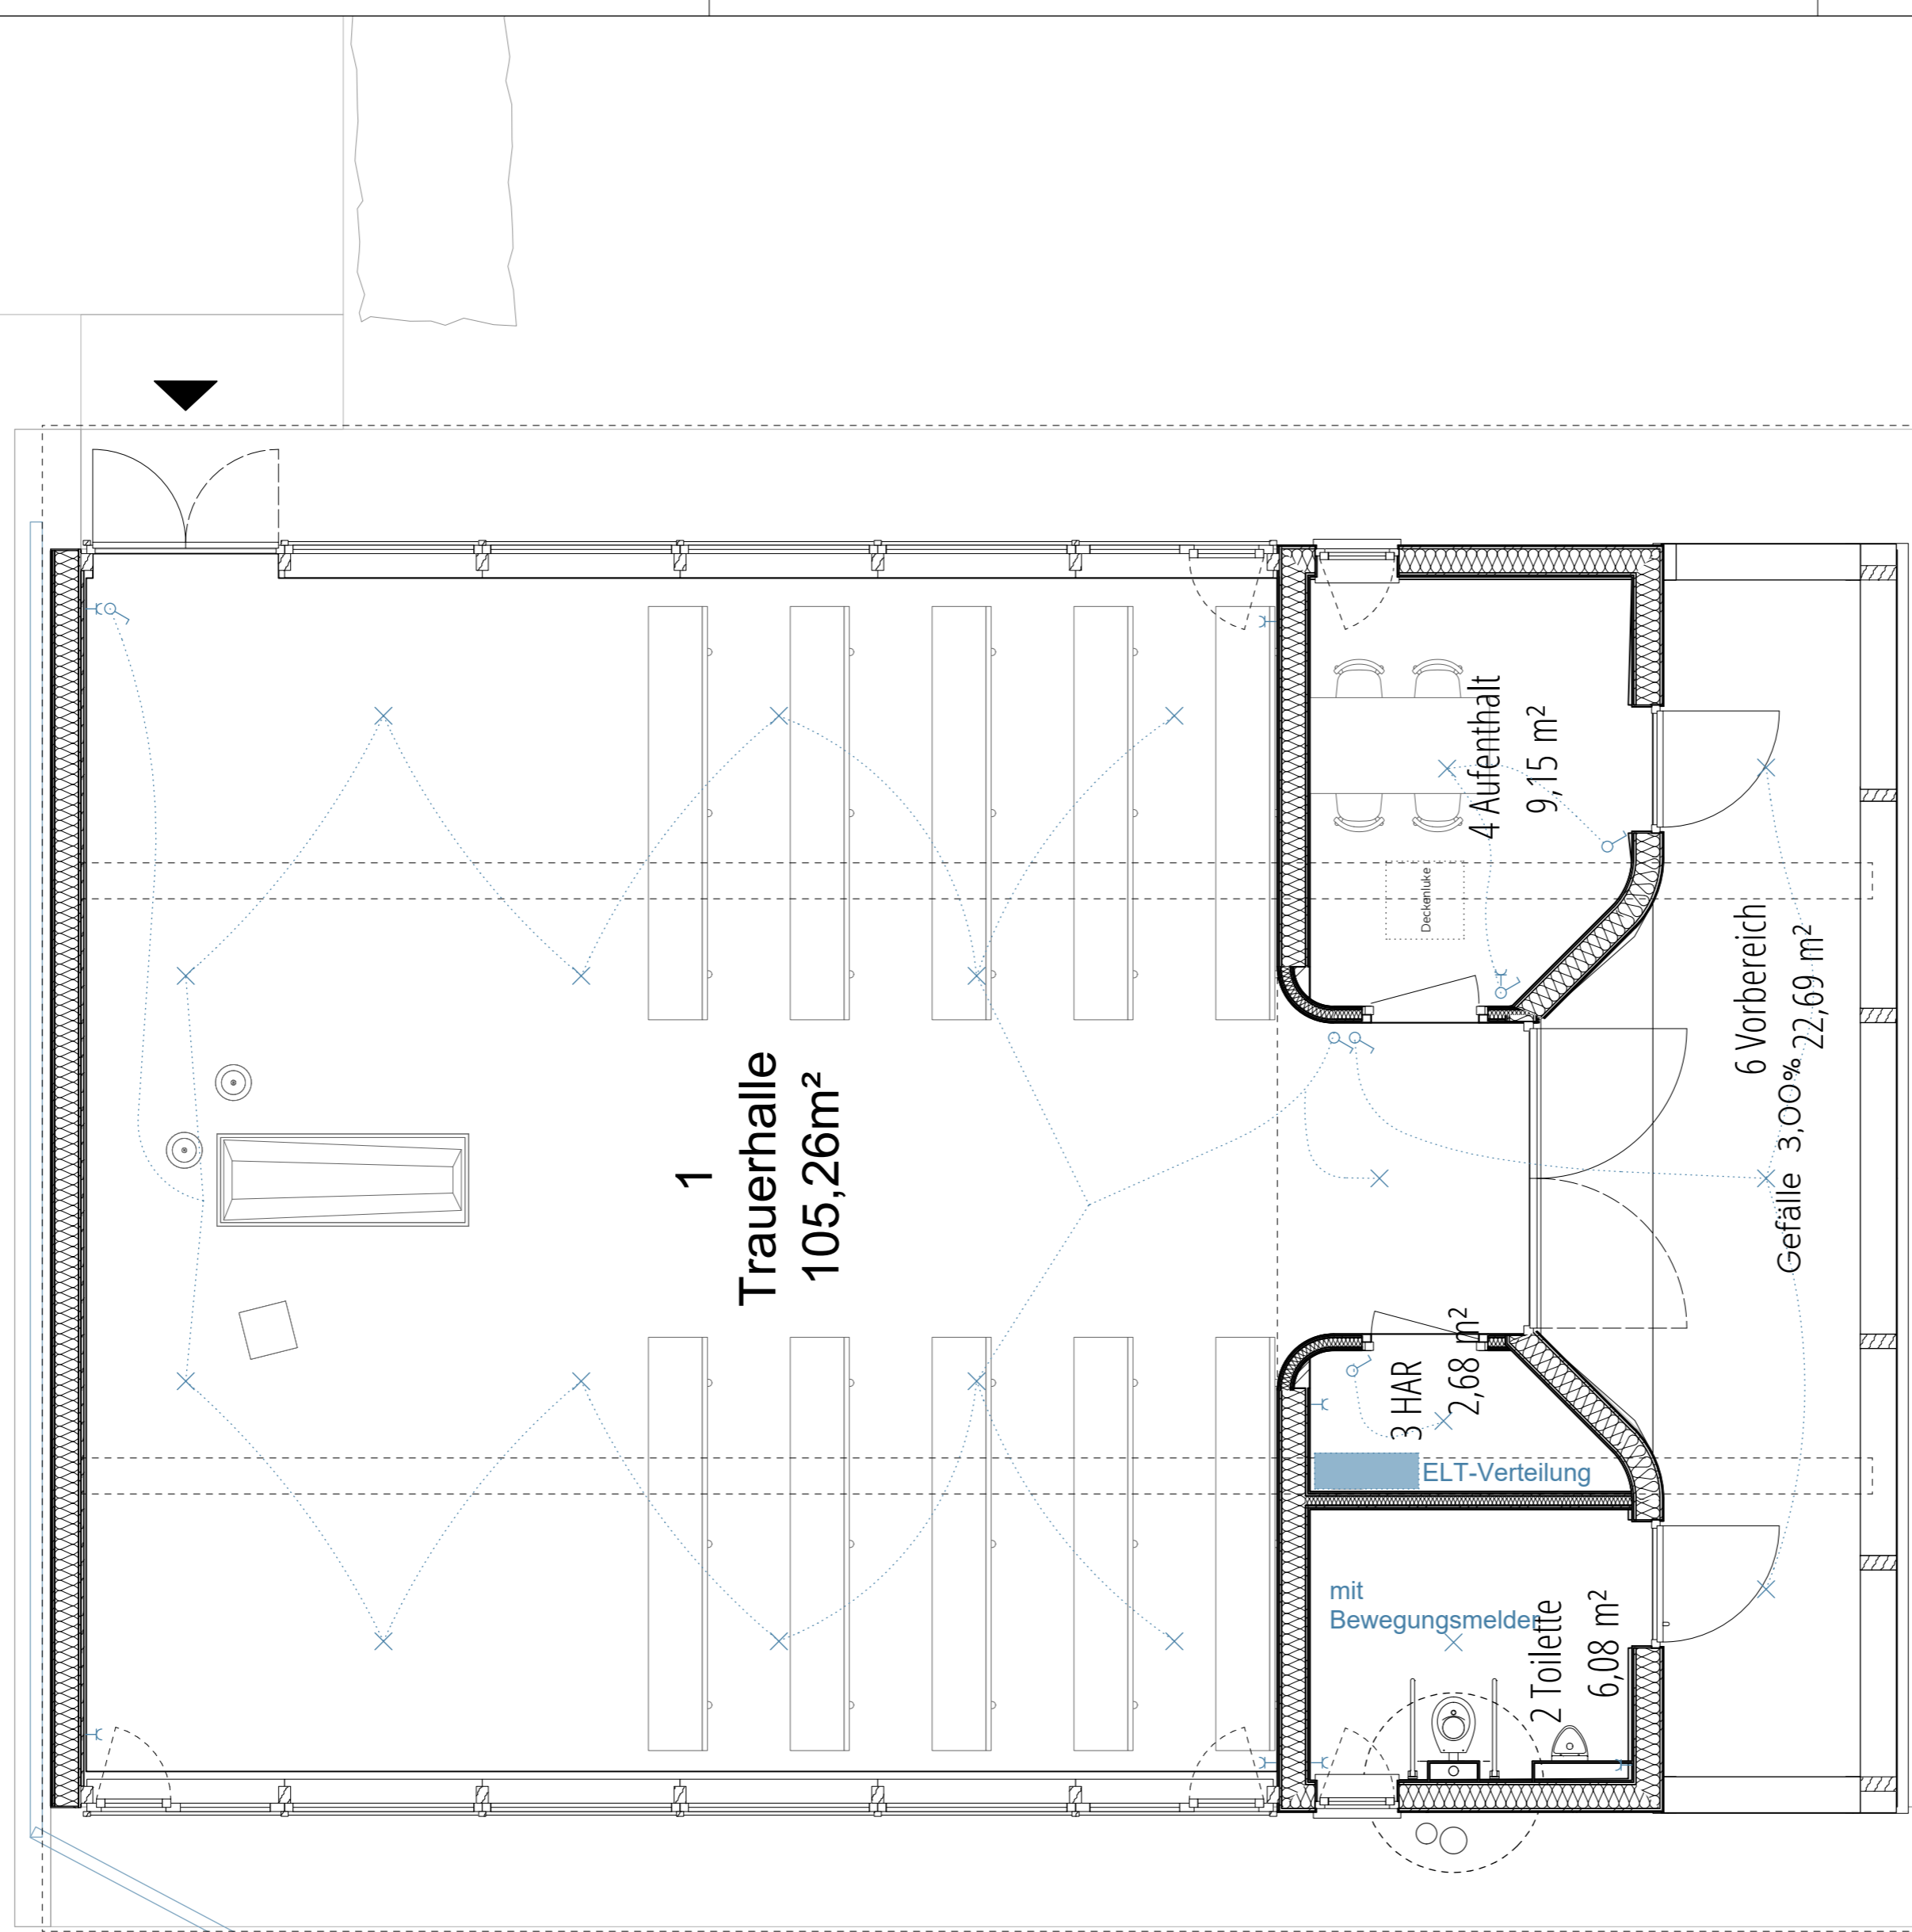 1
Trauerhalle
105,26m²
4 Aufenthalt
9,15 m²
Deckenluke
6 Vorbereich
22,69 m²
Gefälle 3,00%
3 HAR
2,68 m²
ELT-Verteilung
mit
Bewegungsmelder
2 Toilette
6,08 m²